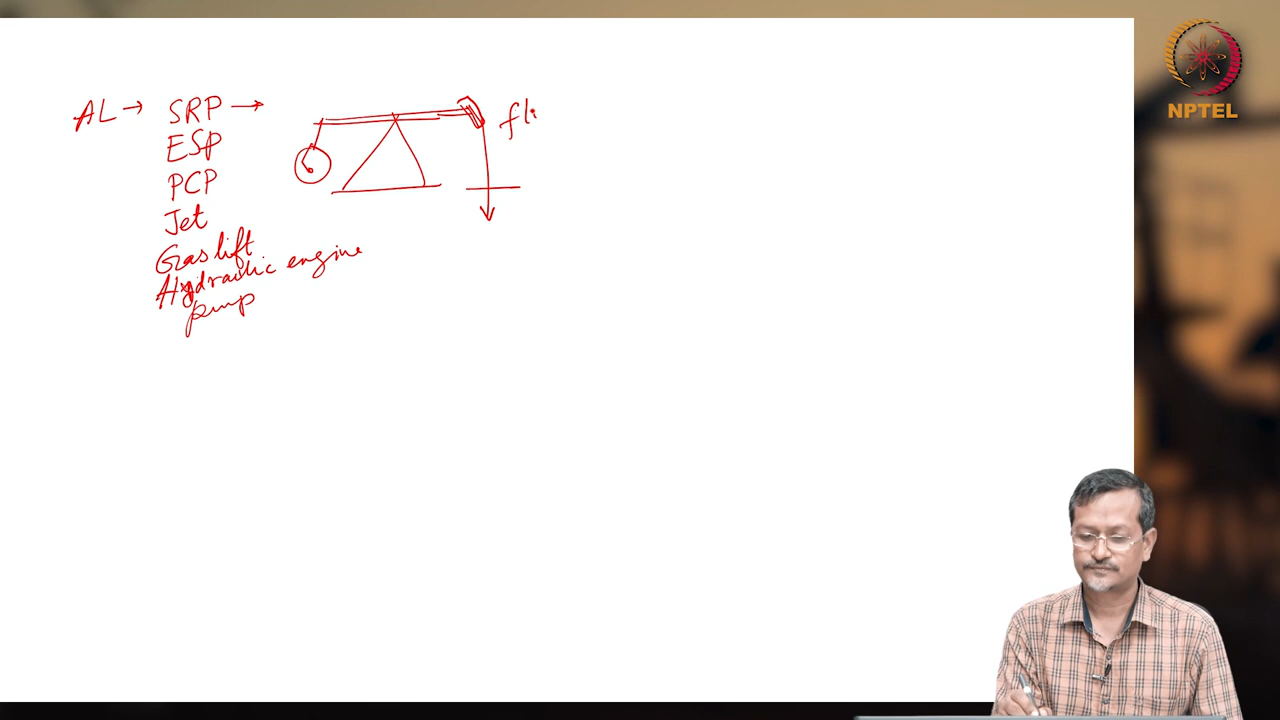 AL → SRP →
ESP
PCP
Jet
Gas lift
Hydraulic engine
pump
NPTEL